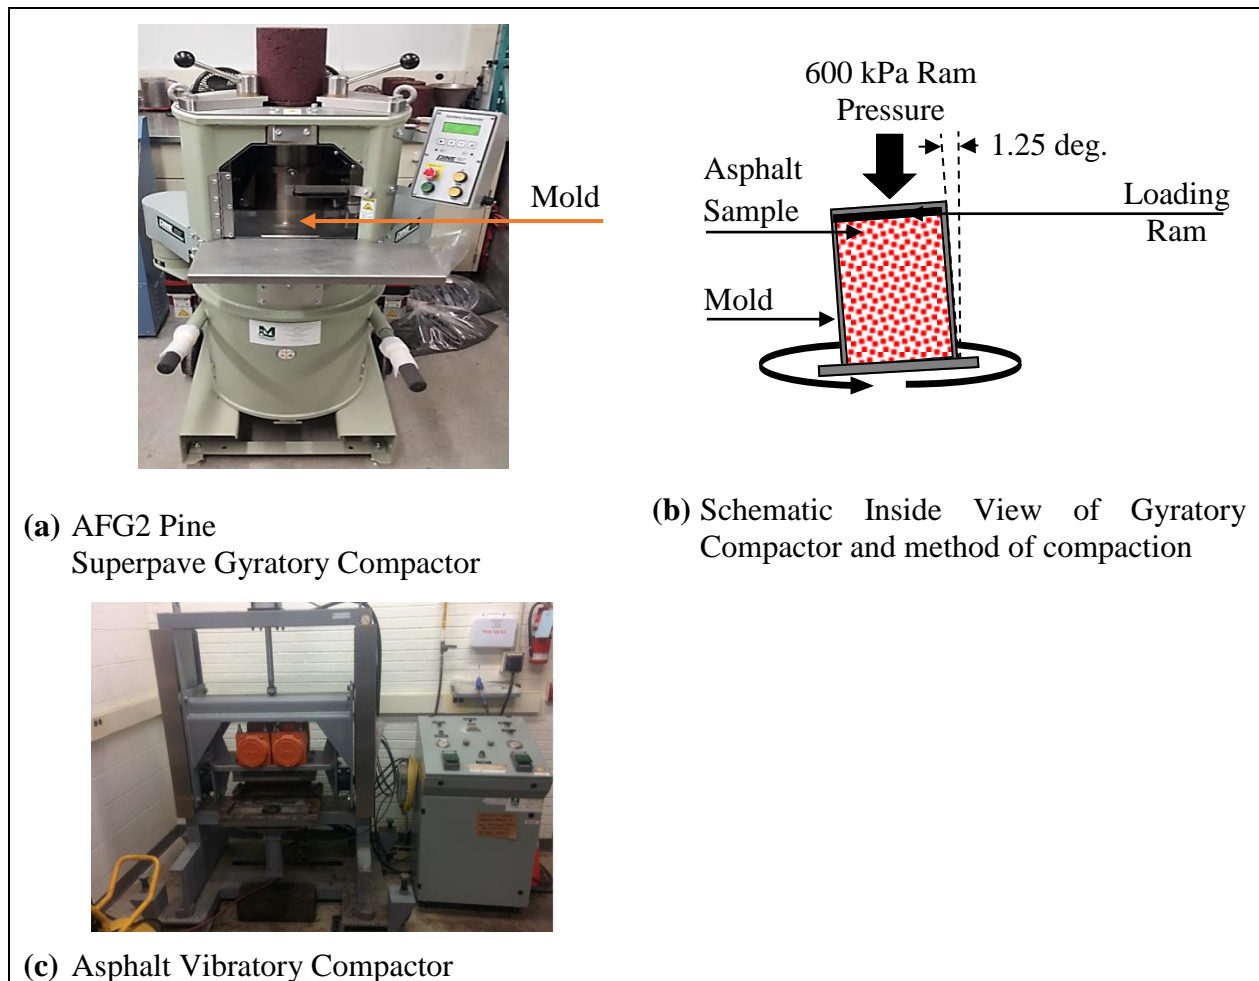 600 kPa Ram
Pressure
1.25 deg.
Asphalt
Sample
Loading
Ram
Mold
Mold
(a) AFG2 Pine
Superpave Gyratory Compactor
(b) Schematic Inside View of Gyratory
Compactor and method of compaction
(c) Asphalt Vibratory Compactor